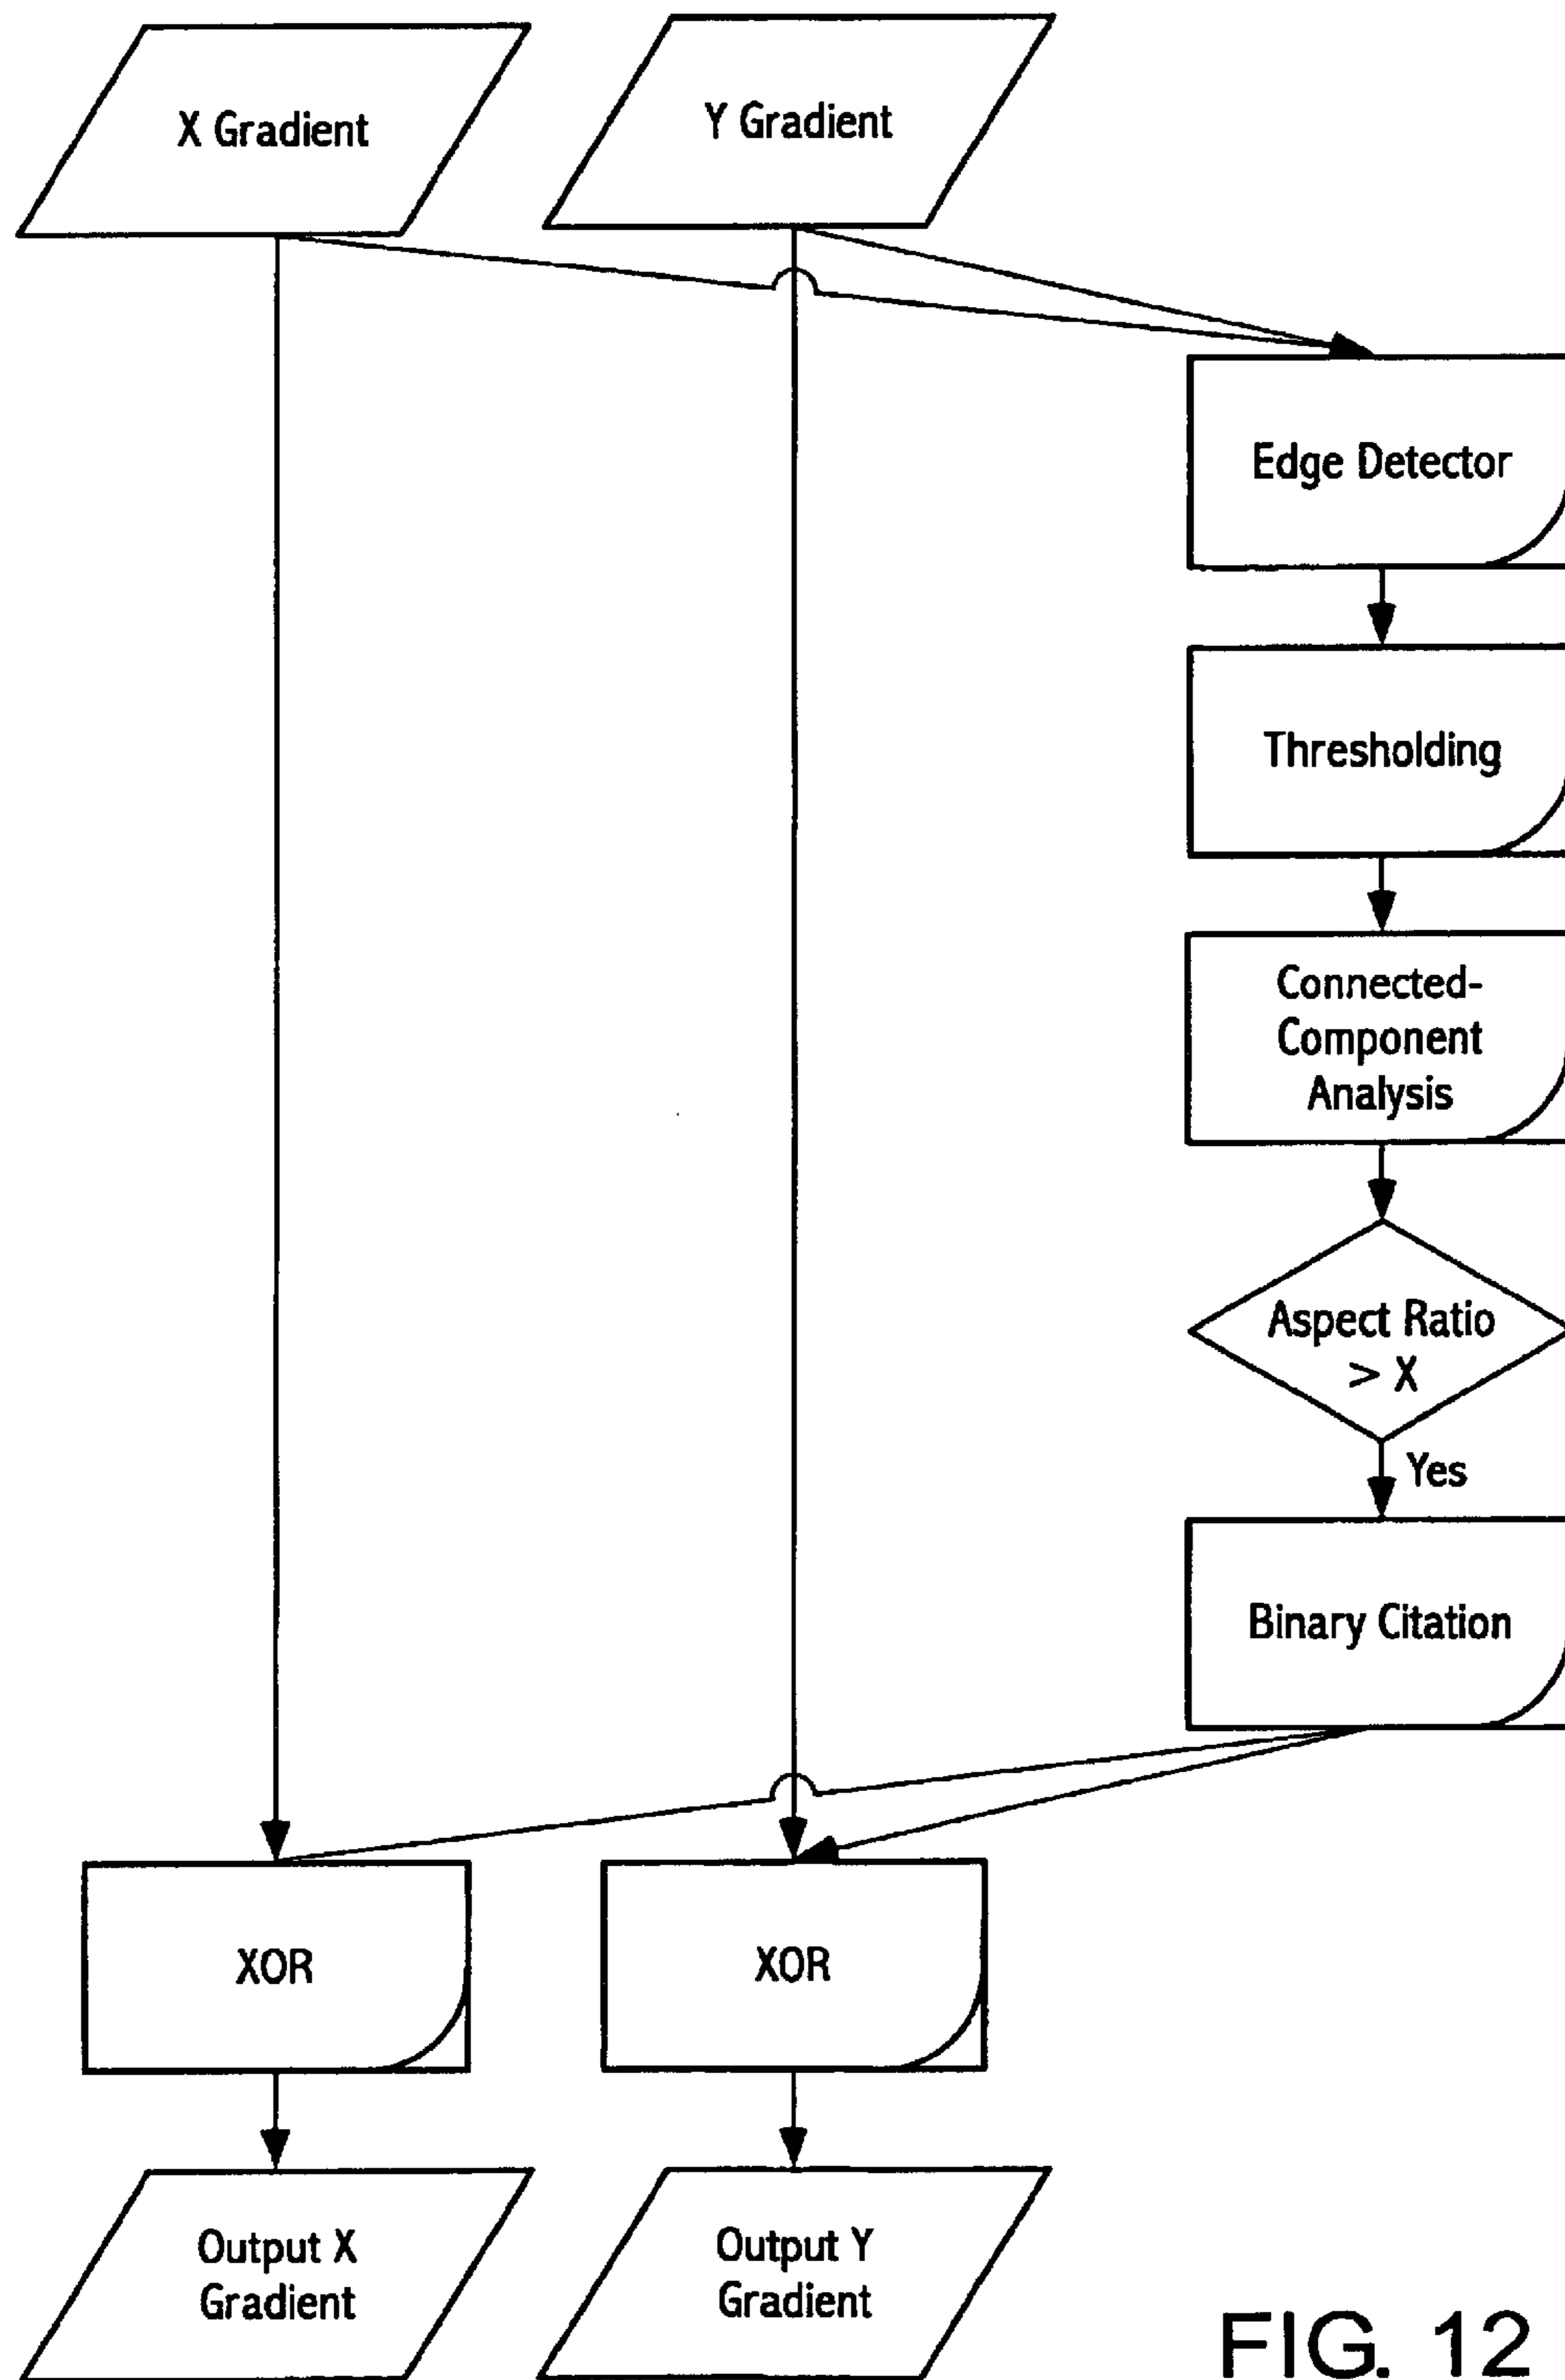 X Gradient
Y Gradient
Edge Detector
Thresholding
Connected-
Component
Analysis
Aspect Ratio
> X
Yes
Binary Citation
XOR
XOR
Output X
Gradient
Output Y
Gradient
FIG. 12